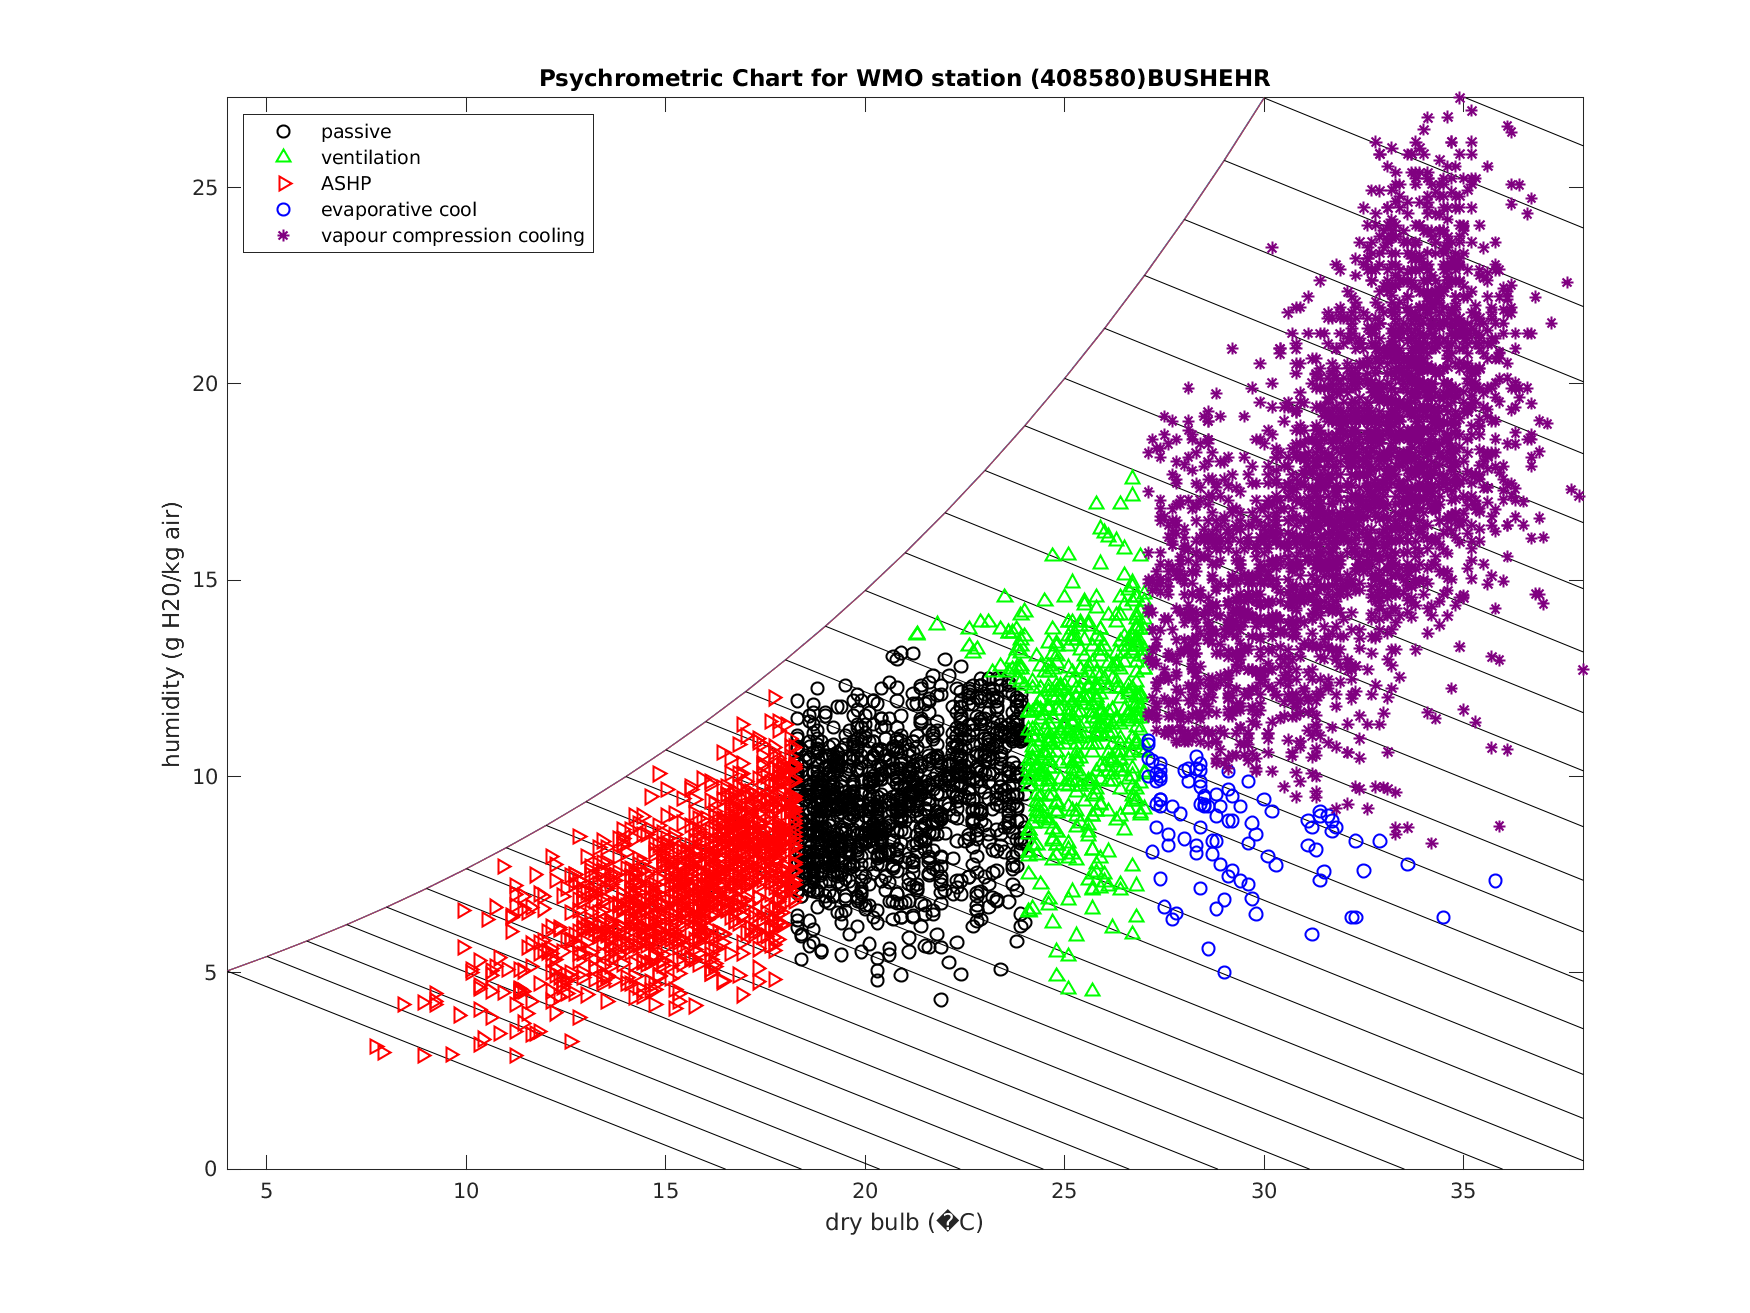 Psychrometric Chart for WMO station (408580)BUSHEHR
passive
ventilation
ASHP
evaporative cool
vapour compression cooling
humidity (g H20/kg air)
25
20
15
10
5
0
5 10 15 20 25 30 35
dry bulb (�C)